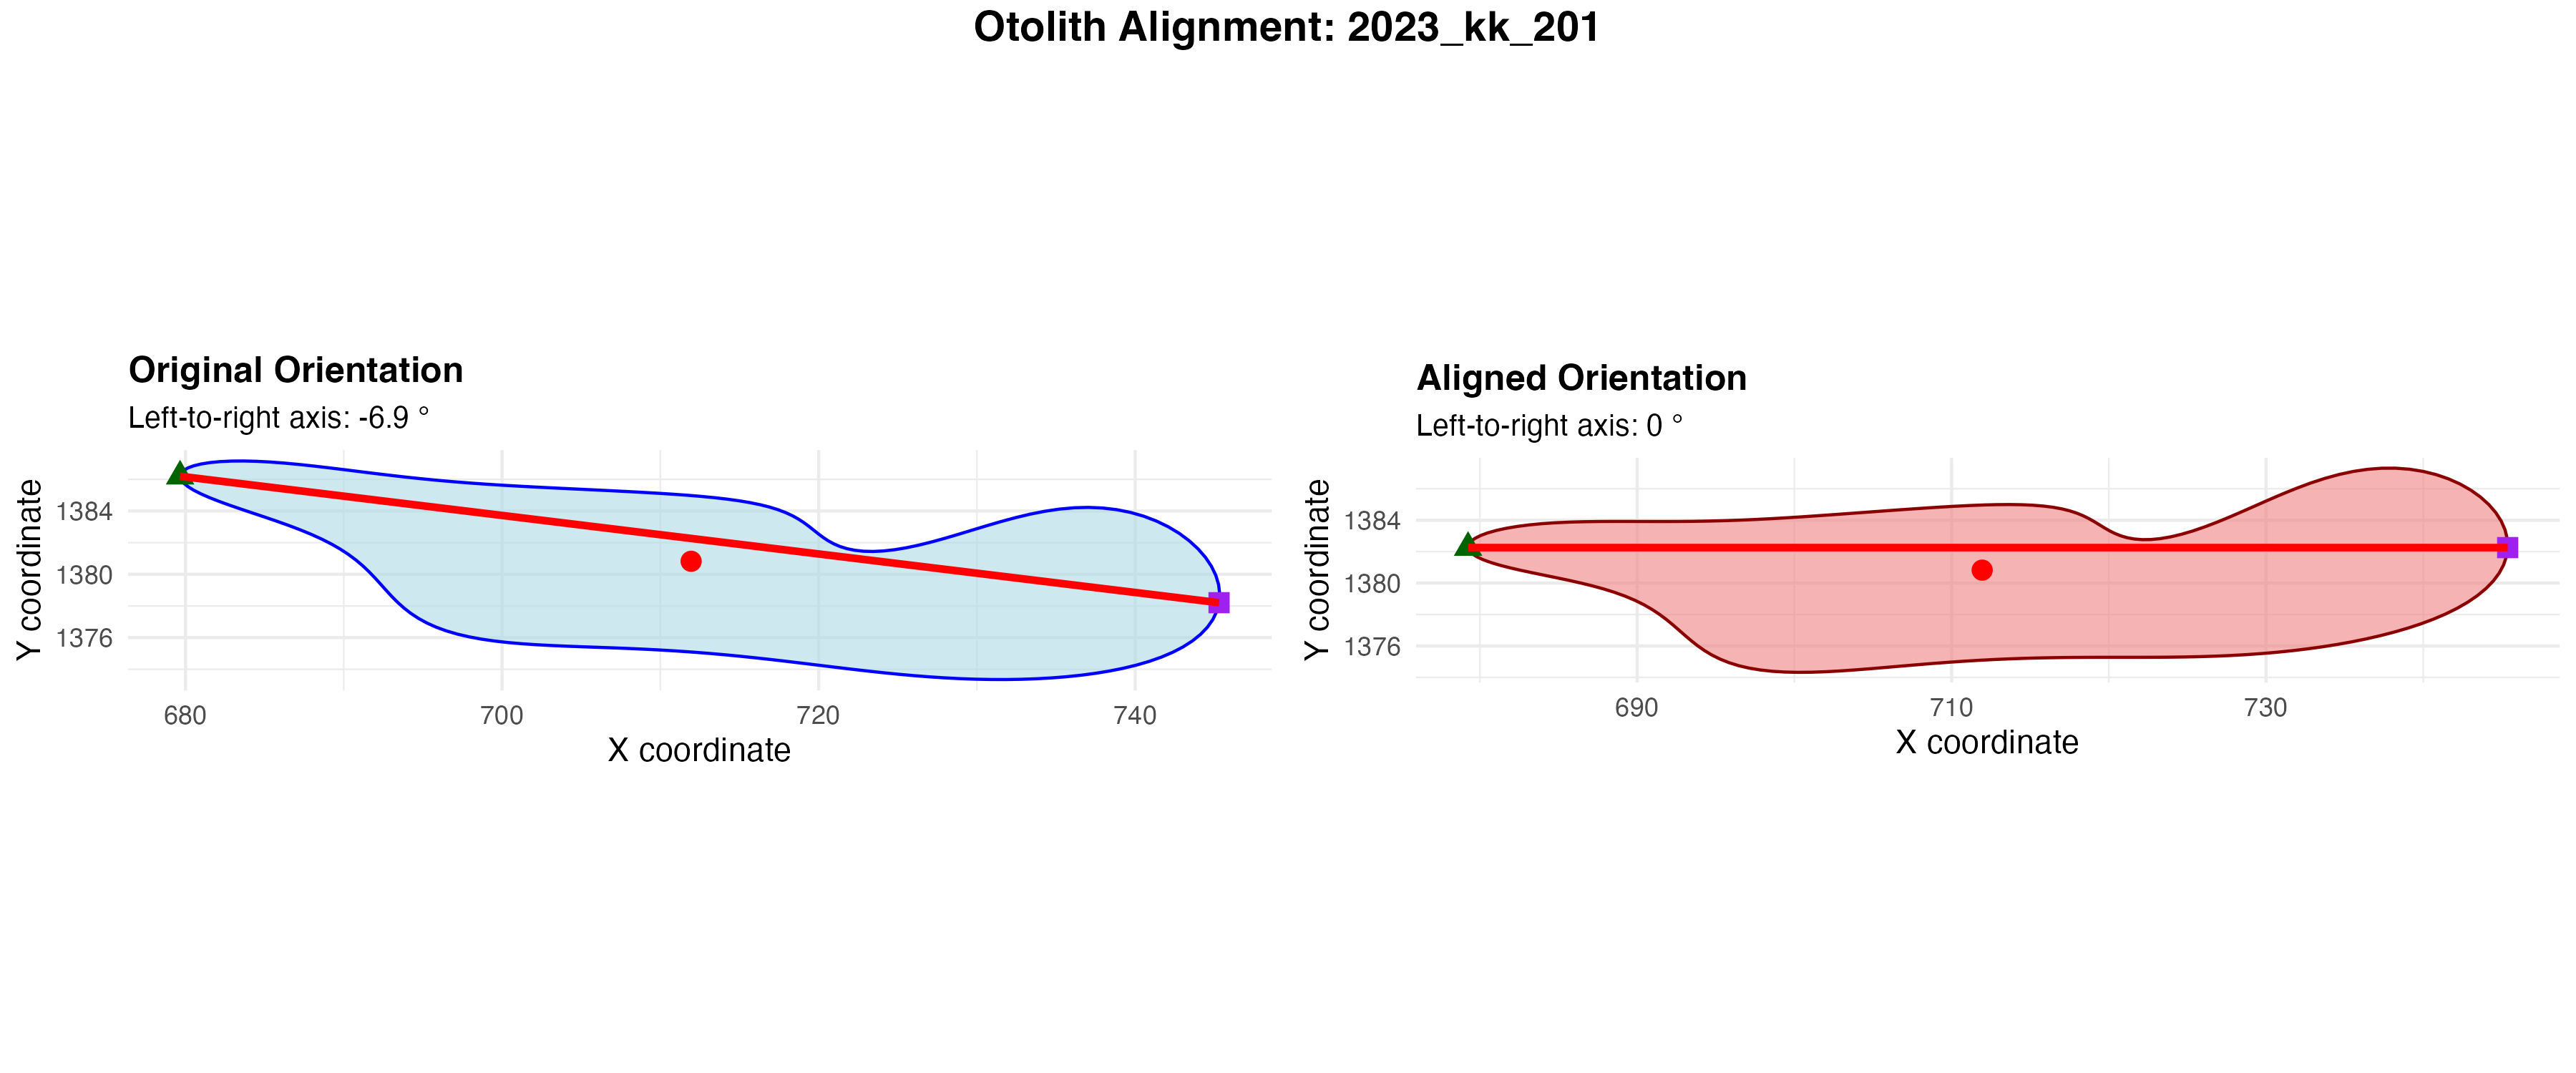 Otolith Alignment: 2023_kk_201
Original Orientation
Left-to-right axis: -6.9 °
Y coordinate
1384
1380
1376
680
700
720
740
X coordinate
Aligned Orientation
Left-to-right axis: 0 °
Y coordinate
1384
1380
1376
690
710
730
X coordinate